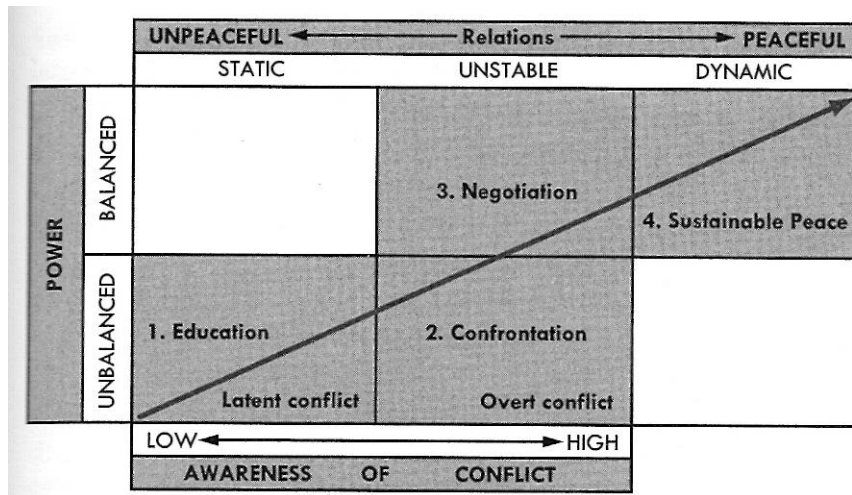 UNPEACEFUL Relations PEACEFUL
STATIC UNSTABLE DYNAMIC
POWER
BALANCED
3. Negotiation
4. Sustainable Peace
UNBALANCED
1. Education
2. Confrontation
Latent conflict
Overt conflict
LOW HIGH
AWARENESS OF CONFLICT